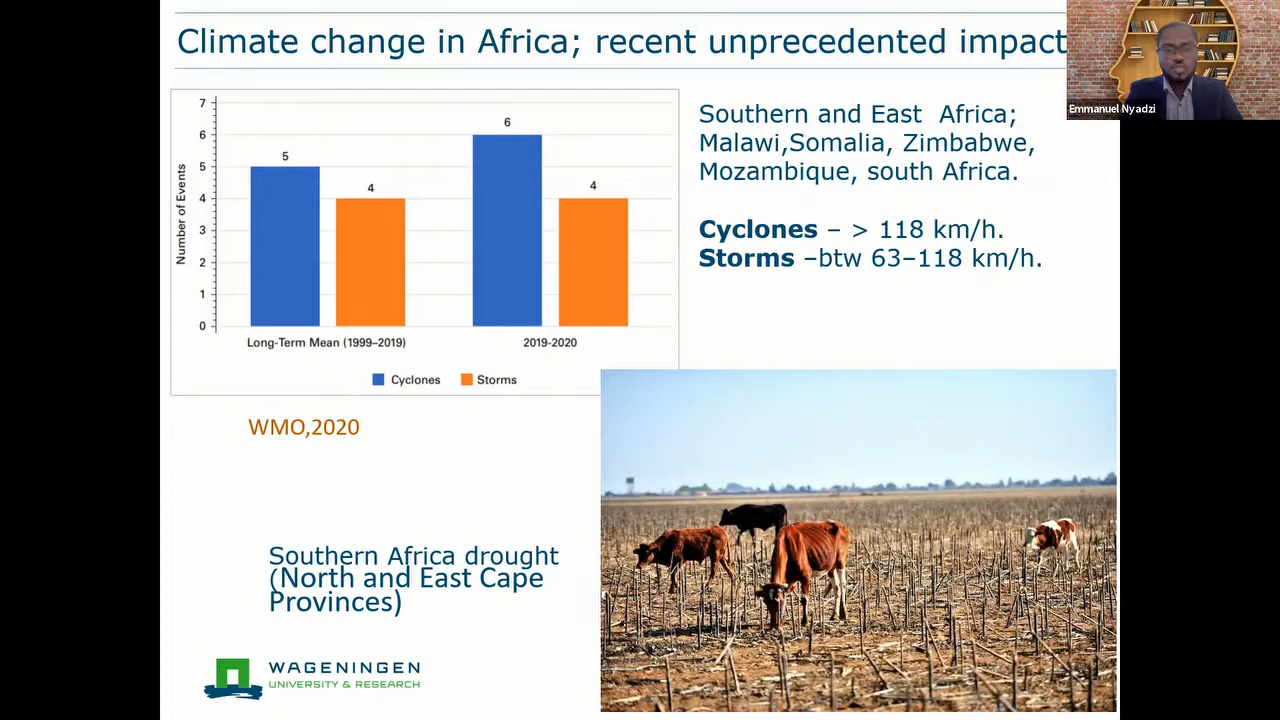 Climate change in Africa; recent unprecedented impact
Emmanuel Nyadzi
7
6
5
4
3
2
1
0
Number of Events
5
4
6
4
Long-Term Mean (1999–2019)
2019-2020
Cyclones
Storms
Southern and East Africa;
Malawi,Somalia, Zimbabwe,
Mozambique, south Africa.
Cyclones – > 118 km/h.
Storms –btw 63–118 km/h.
WMO,2020
Southern Africa drought
(North and East Cape
Provinces)
WAGENINGEN
UNIVERSITY & RESEARCH